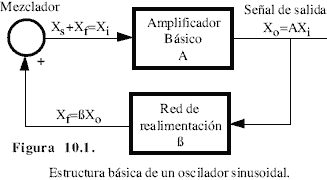 Mezclador
Xs+Xf=Xi
Amplificador
Básico
A
Señal de salida
Xo=AXi
+
Xf=ßXo
Red de
realimentación
ß
Figura 10.1.
Estructura básica de un oscilador sinusoidal.